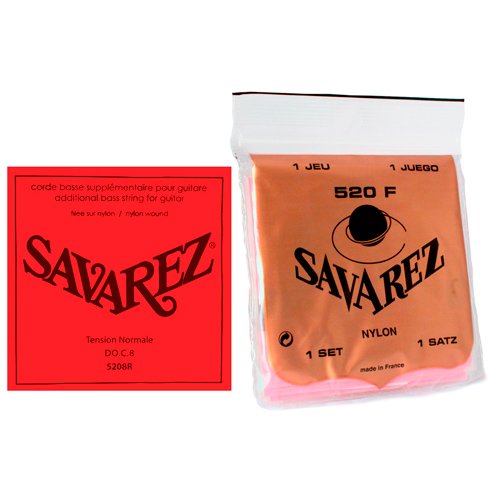 corde basse supplémentaire pour guitare
additional bass string for guitar
filée sur nylon / nylon wound
SAVAREZ®
Tension Normale
DO.C.8
5208R
1 JEU 1 JUEGO
520 F
SAVAREZ
NYLON
1 SET 1 SATZ
made in France